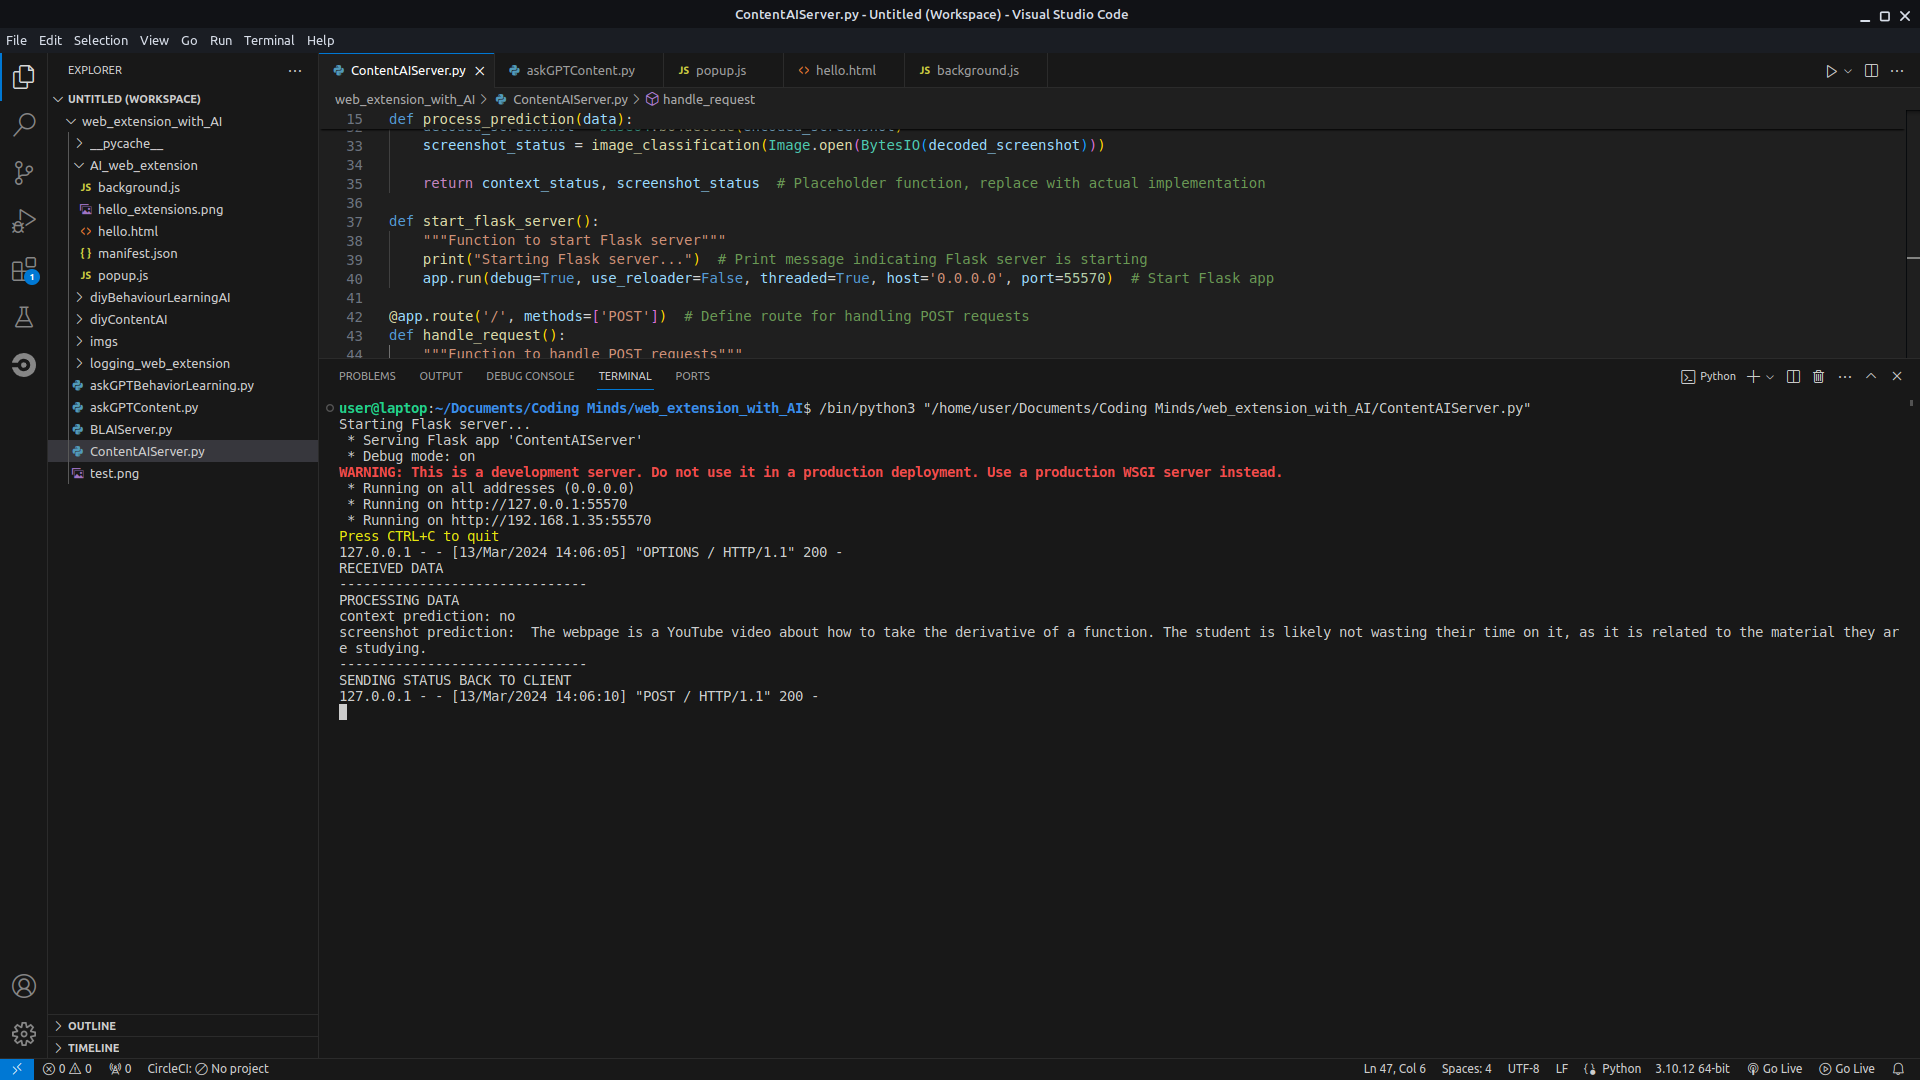 ContentAIServer.py - Untitled (Workspace) - Visual Studio Code
File Edit Selection View Go Run Terminal Help
EXPLORER
UNTITLED (WORKSPACE)
web_extension_with_AI
__pycache__
AI_web_extension
JS background.js
hello_extensions.png
<> hello.html
{} manifest.json
JS popup.js
diyBehaviourLearningAI
diyContentAI
imgs
logging_web_extension
askGPTBehaviorLearning.py
askGPTContent.py
BLAIServer.py
ContentAIServer.py
test.png
1
OUTLINE
TIMELINE
ContentAIServer.py askGPTContent.py JS popup.js <> hello.html JS background.js
web_extension_with_AI > ContentAIServer.py > handle_request
15 def process_prediction(data):
33 screenshot_status = image_classification(Image.open(BytesIO(decoded_screenshot)))
34
35 return context_status, screenshot_status # Placeholder function, replace with actual implementation
36
37 def start_flask_server():
38 """Function to start Flask server"""
39 print("Starting Flask server...") # Print message indicating Flask server is starting
40 app.run(debug=True, use_reloader=False, threaded=True, host='0.0.0.0', port=55570) # Start Flask app
41
42 @app.route('/', methods=['POST']) # Define route for handling POST requests
43 def handle_request():
44 """Function to handle POST requests"""
PROBLEMS OUTPUT DEBUG CONSOLE TERMINAL PORTS Python
user@laptop:~/Documents/Coding Minds/web_extension_with_AI$ /bin/python3 "/home/user/Documents/Coding Minds/web_extension_with_AI/ContentAIServer.py"
Starting Flask server...
* Serving Flask app 'ContentAIServer'
* Debug mode: on
WARNING: This is a development server. Do not use it in a production deployment. Use a production WSGI server instead.
* Running on all addresses (0.0.0.0)
* Running on http://127.0.0.1:55570
* Running on http://192.168.1.35:55570
Press CTRL+C to quit
127.0.0.1 - - [13/Mar/2024 14:06:05] "OPTIONS / HTTP/1.1" 200 -
RECEIVED DATA
-------------------------------
PROCESSING DATA
context prediction: no
screenshot prediction:  The webpage is a YouTube video about how to take the derivative of a function. The student is likely not wasting their time on it, as it is related to the material they ar
e studying.
-------------------------------
SENDING STATUS BACK TO CLIENT
127.0.0.1 - - [13/Mar/2024 14:06:10] "POST / HTTP/1.1" 200 -
0 0 0 CircleCI: No project Ln 47, Col 6 Spaces: 4 UTF-8 LF Python 3.10.12 64-bit Go Live Go Live